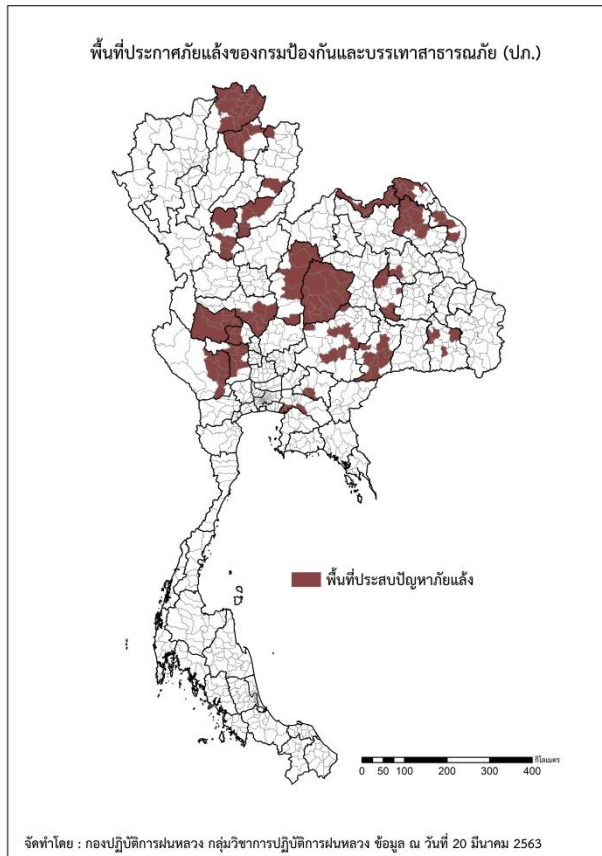 พื้นที่ประกาศภัยแล้งของกรมป้องกันและบรรเทาสาธารณภัย (ปภ.)
พื้นที่ประสบปัญหาภัยแล้ง
กิโลเมตร
0 50 100 200 300 400
จัดทำโดย : กองปฏิบัติการฝนหลวง กลุ่มวิชาการปฏิบัติการฝนหลวง ข้อมูล ณ วันที่ 20 มีนาคม 2563